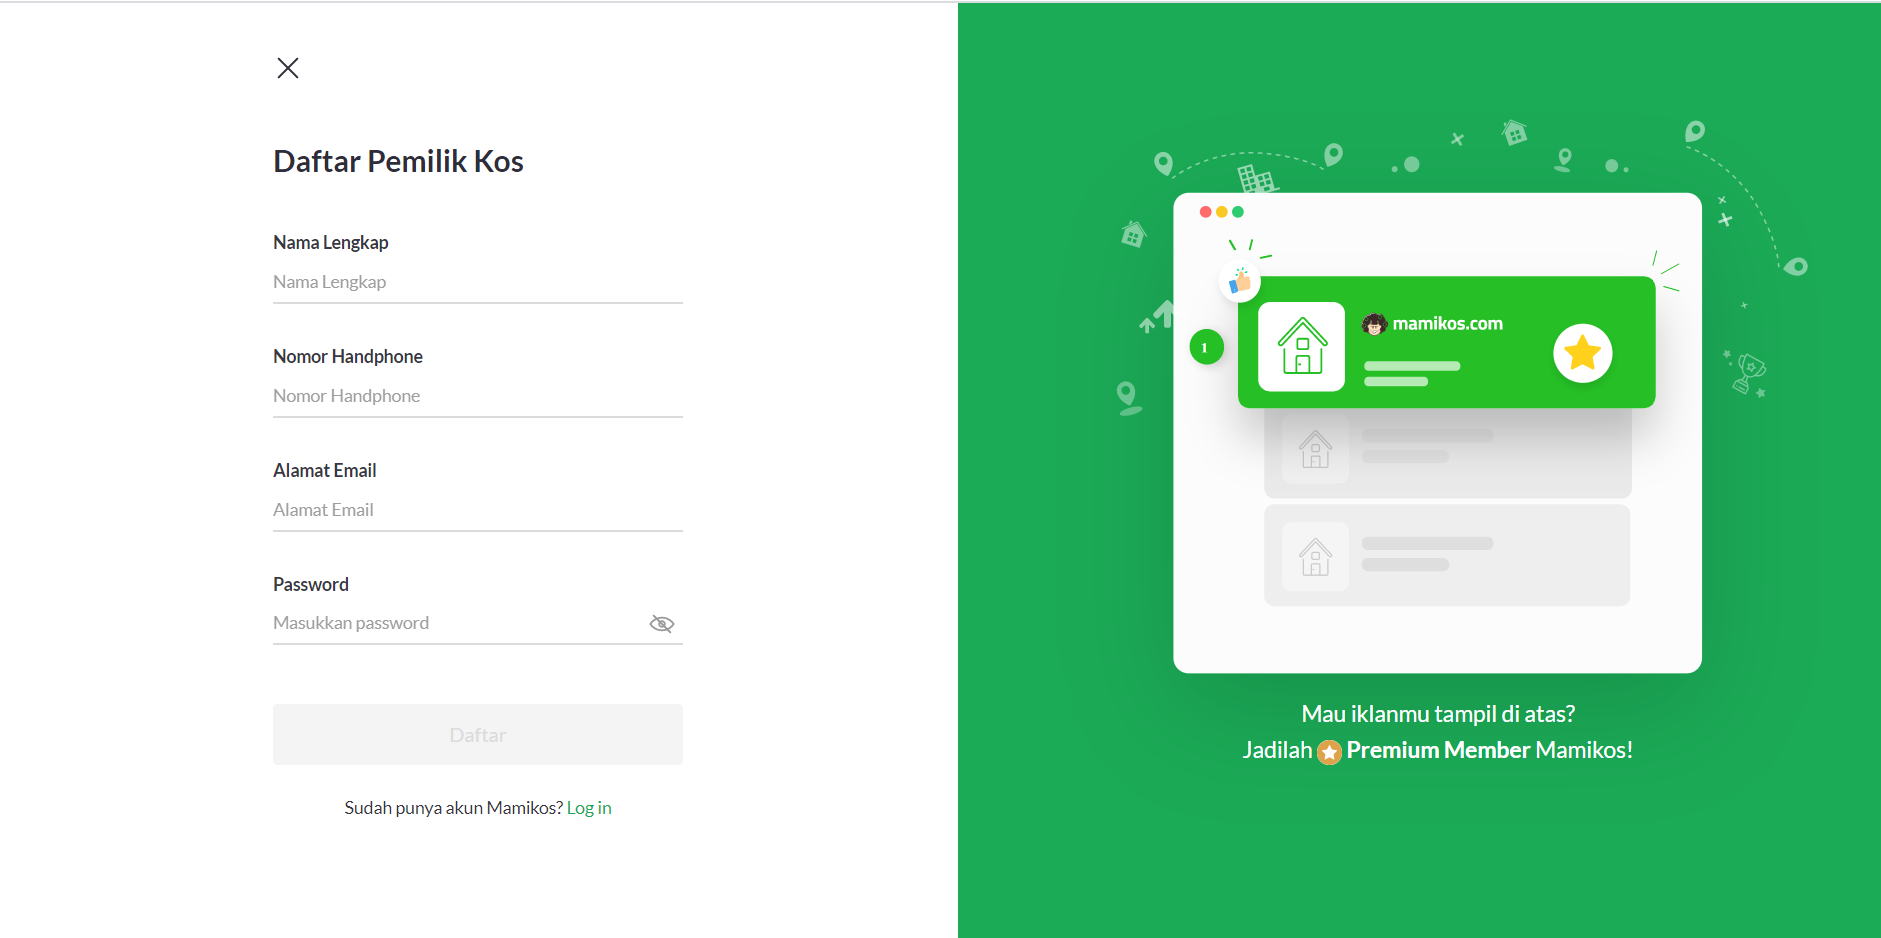 Daftar Pemilik Kos
Nama Lengkap
Nama Lengkap
Nomor Handphone
Nomor Handphone
Alamat Email
Alamat Email
Password
Masukkan password
Daftar
Sudah punya akun Mamikos? Log in
mamikos.com
1
Mau iklanmu tampil di atas?
Jadilah Premium Member Mamikos!